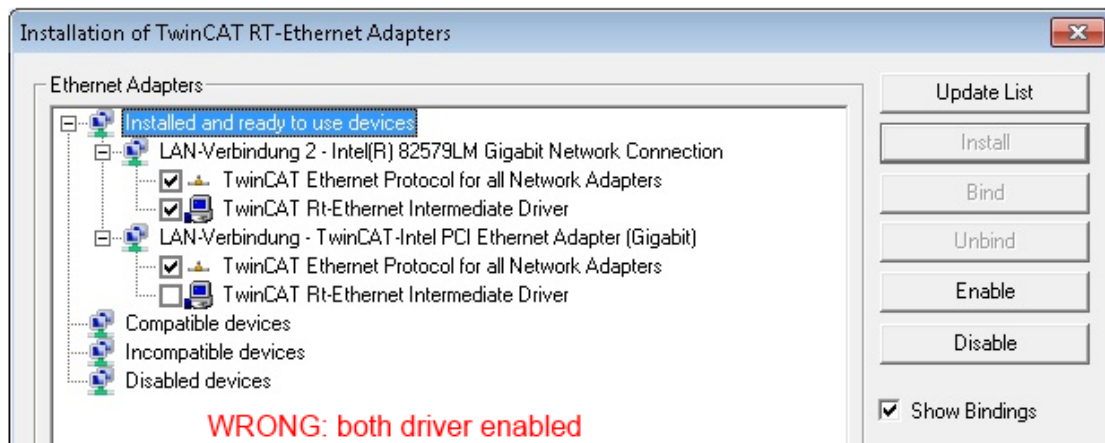 Installation of TwinCAT RT-Ethernet Adapters
Ethernet Adapters
Installed and ready to use devices
LAN-Verbindung 2 - Intel(R) 82579LM Gigabit Network Connection
TwinCAT Ethernet Protocol for all Network Adapters
TwinCAT Rt-Ethernet Intermediate Driver
LAN-Verbindung - TwinCAT-Intel PCI Ethernet Adapter (Gigabit)
TwinCAT Ethernet Protocol for all Network Adapters
TwinCAT Rt-Ethernet Intermediate Driver
Compatible devices
Incompatible devices
Disabled devices
WRONG: both driver enabled
Update List
Install
Bind
Unbind
Enable
Disable
Show Bindings